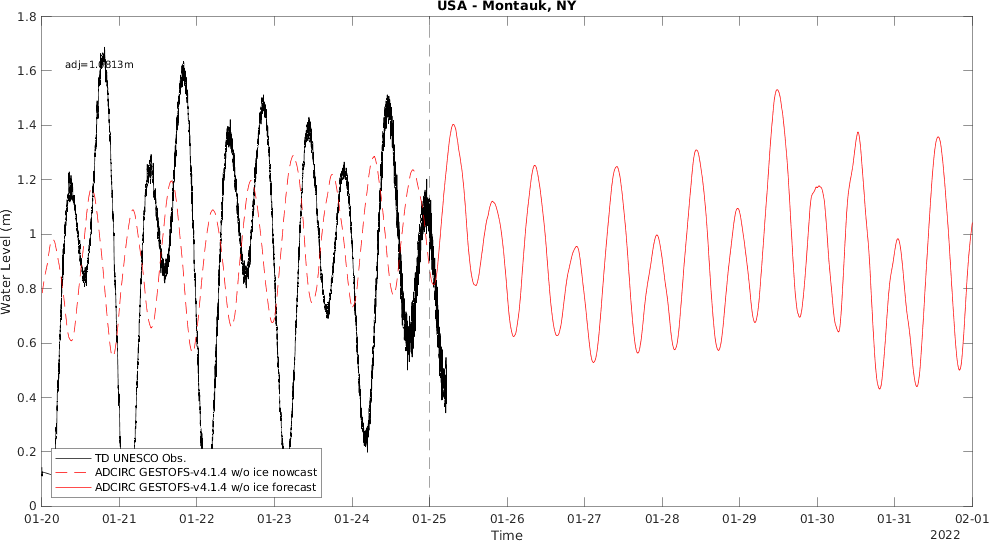 USA - Montauk, NY
1.8
1.6
1.4
1.2
1
0.8
0.6
0.4
0.2
0
Water Level (m)
adj=1.0813m
TD UNESCO Obs.
ADCIRC GESTOFS-v4.1.4 w/o ice nowcast
ADCIRC GESTOFS-v4.1.4 w/o ice forecast
01-20 01-21 01-22 01-23 01-24 01-25 01-26 01-27 01-28 01-29 01-30 01-31 02-01
Time
2022